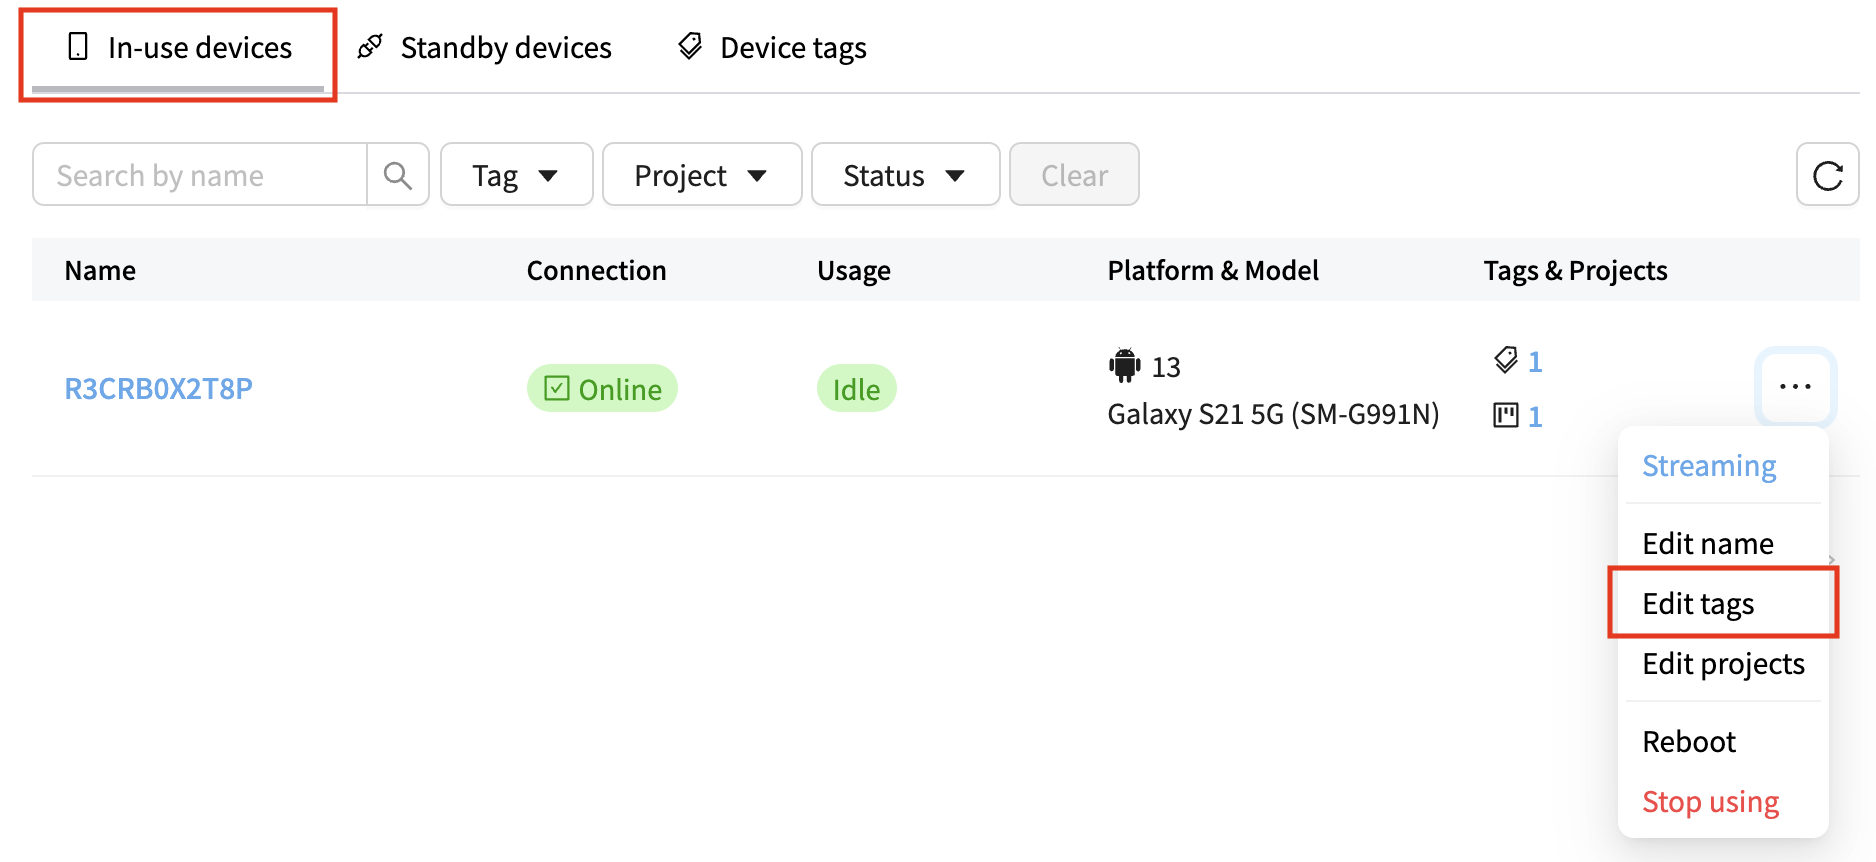 In-use devices Standby devices Device tags
Search by name Tag Project Status Clear
Name Connection Usage Platform & Model Tags & Projects
R3CRB0X2T8P Online Idle 13 1
Galaxy S21 5G (SM-G991N) 1
...
Streaming
Edit name
Edit tags
Edit projects
Reboot
Stop using